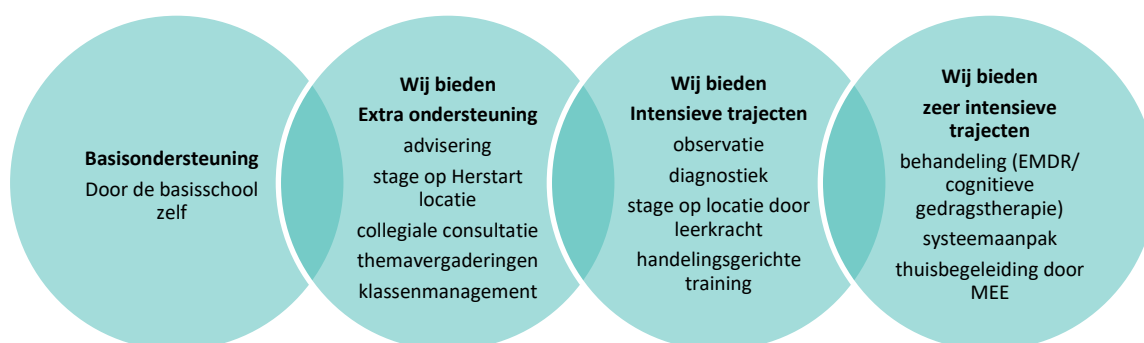 Basisondersteuning
Door de basisschool
zelf
Wij bieden
Extra ondersteuning
advisering
stage op Herstart
locatie
collegiale consultatie
themavergaderingen
klassenmanagement
Wij bieden
Intensieve trajecten
observatie
diagnostiek
stage op locatie door
leerkracht
handelingsgerichte
training
Wij bieden
zeer intensieve
trajecten
behandeling (EMDR/
cognitieve
gedragstherapie)
systeemaanpak
thuisbegeleiding door
MEE